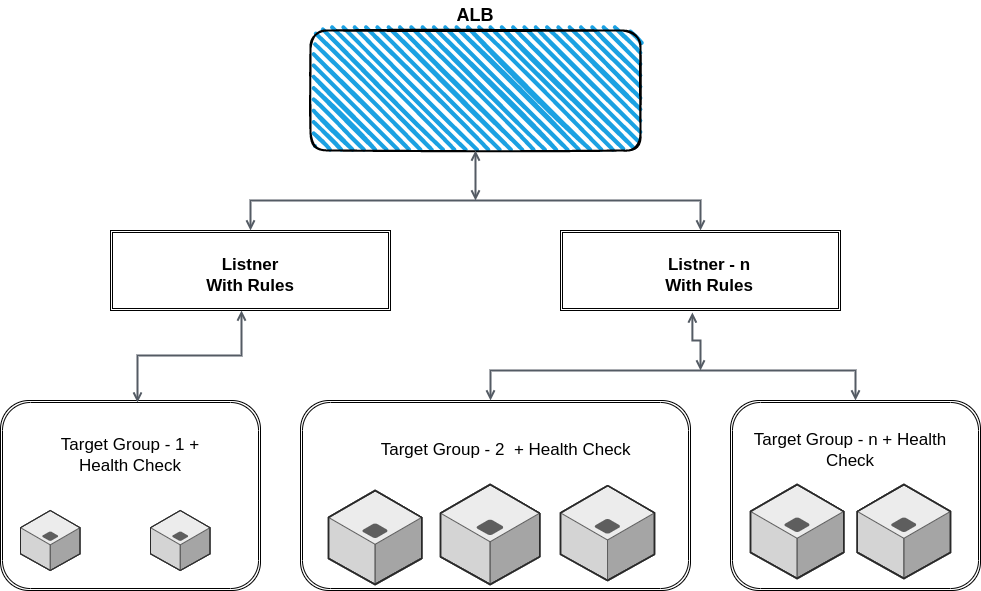 ALB
Listner
With Rules
Listner - n
With Rules
Target Group - 1 +
Health Check
Target Group - 2  + Health Check
Target Group - n + Health
Check